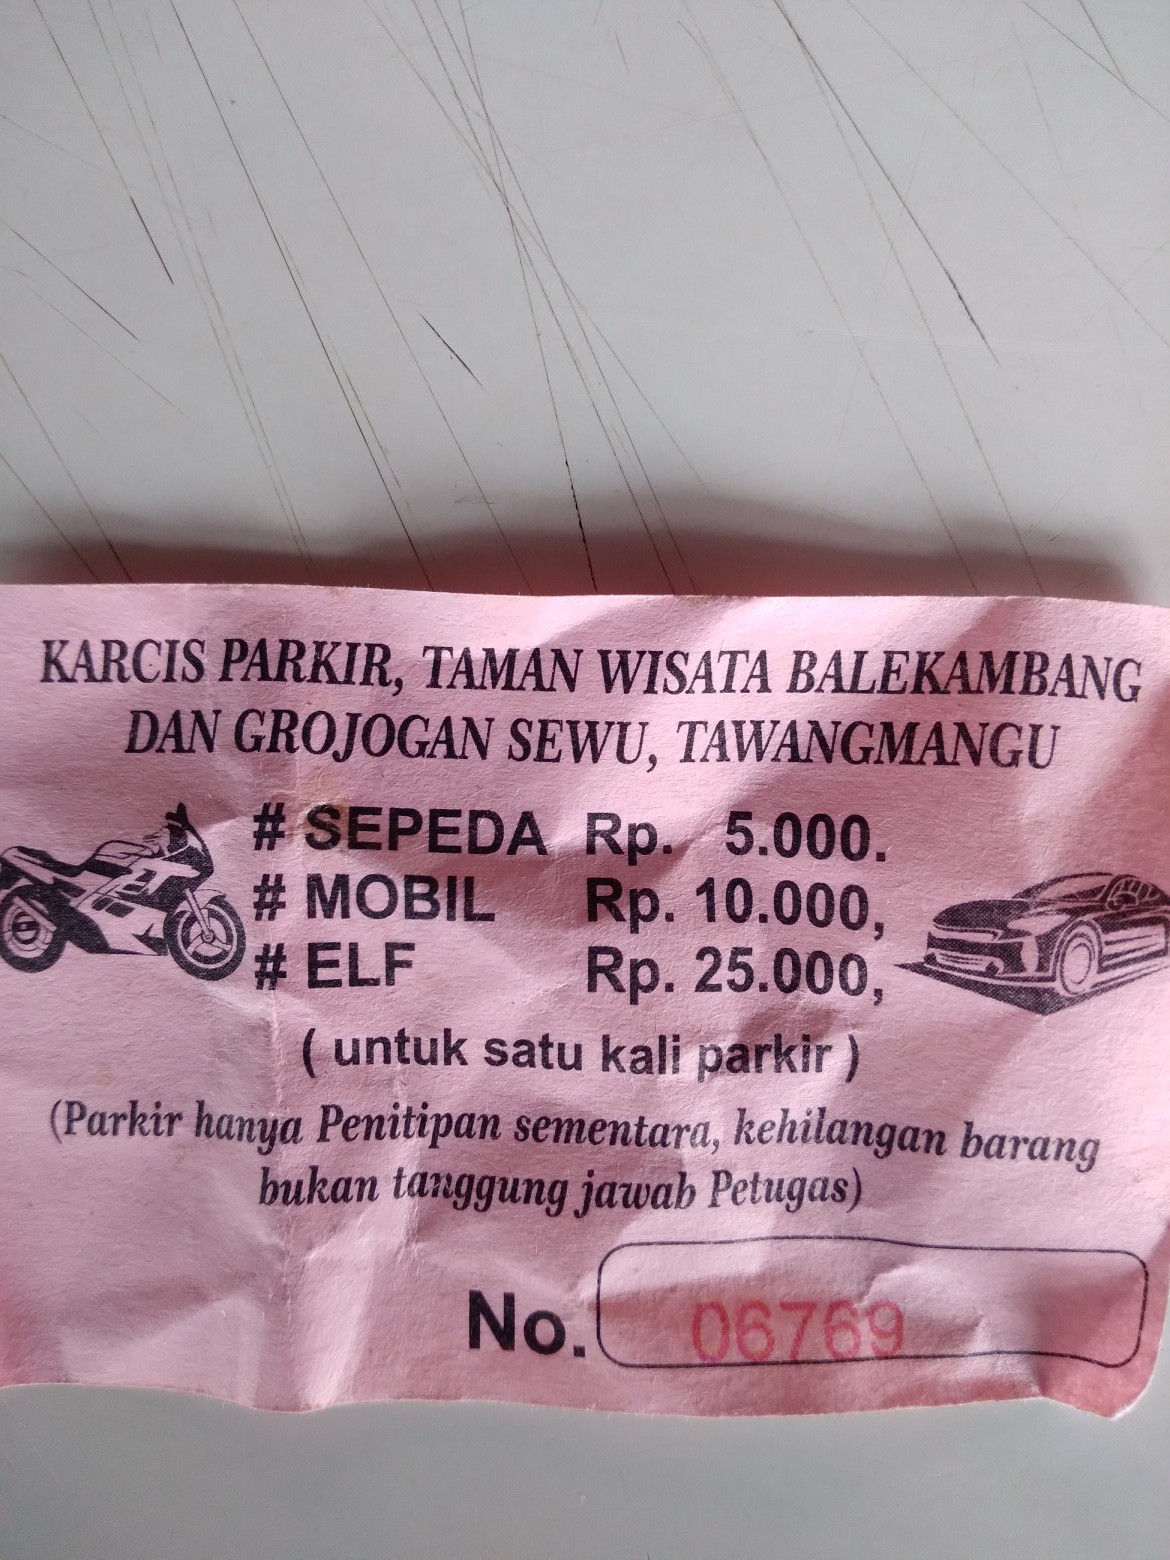 KARCIS PARKIR, TAMAN WISATA BALEKAMBANG
DAN GROJOGAN SEWU, TAWANGMANGU
# SEPEDA Rp. 5.000.
# MOBIL Rp. 10.000,
# ELF Rp. 25.000,
( untuk satu kali parkir )
(Parkir hanya Penitipan sementara, kehilangan barang
bukan tanggung jawab Petugas)
No. 06769